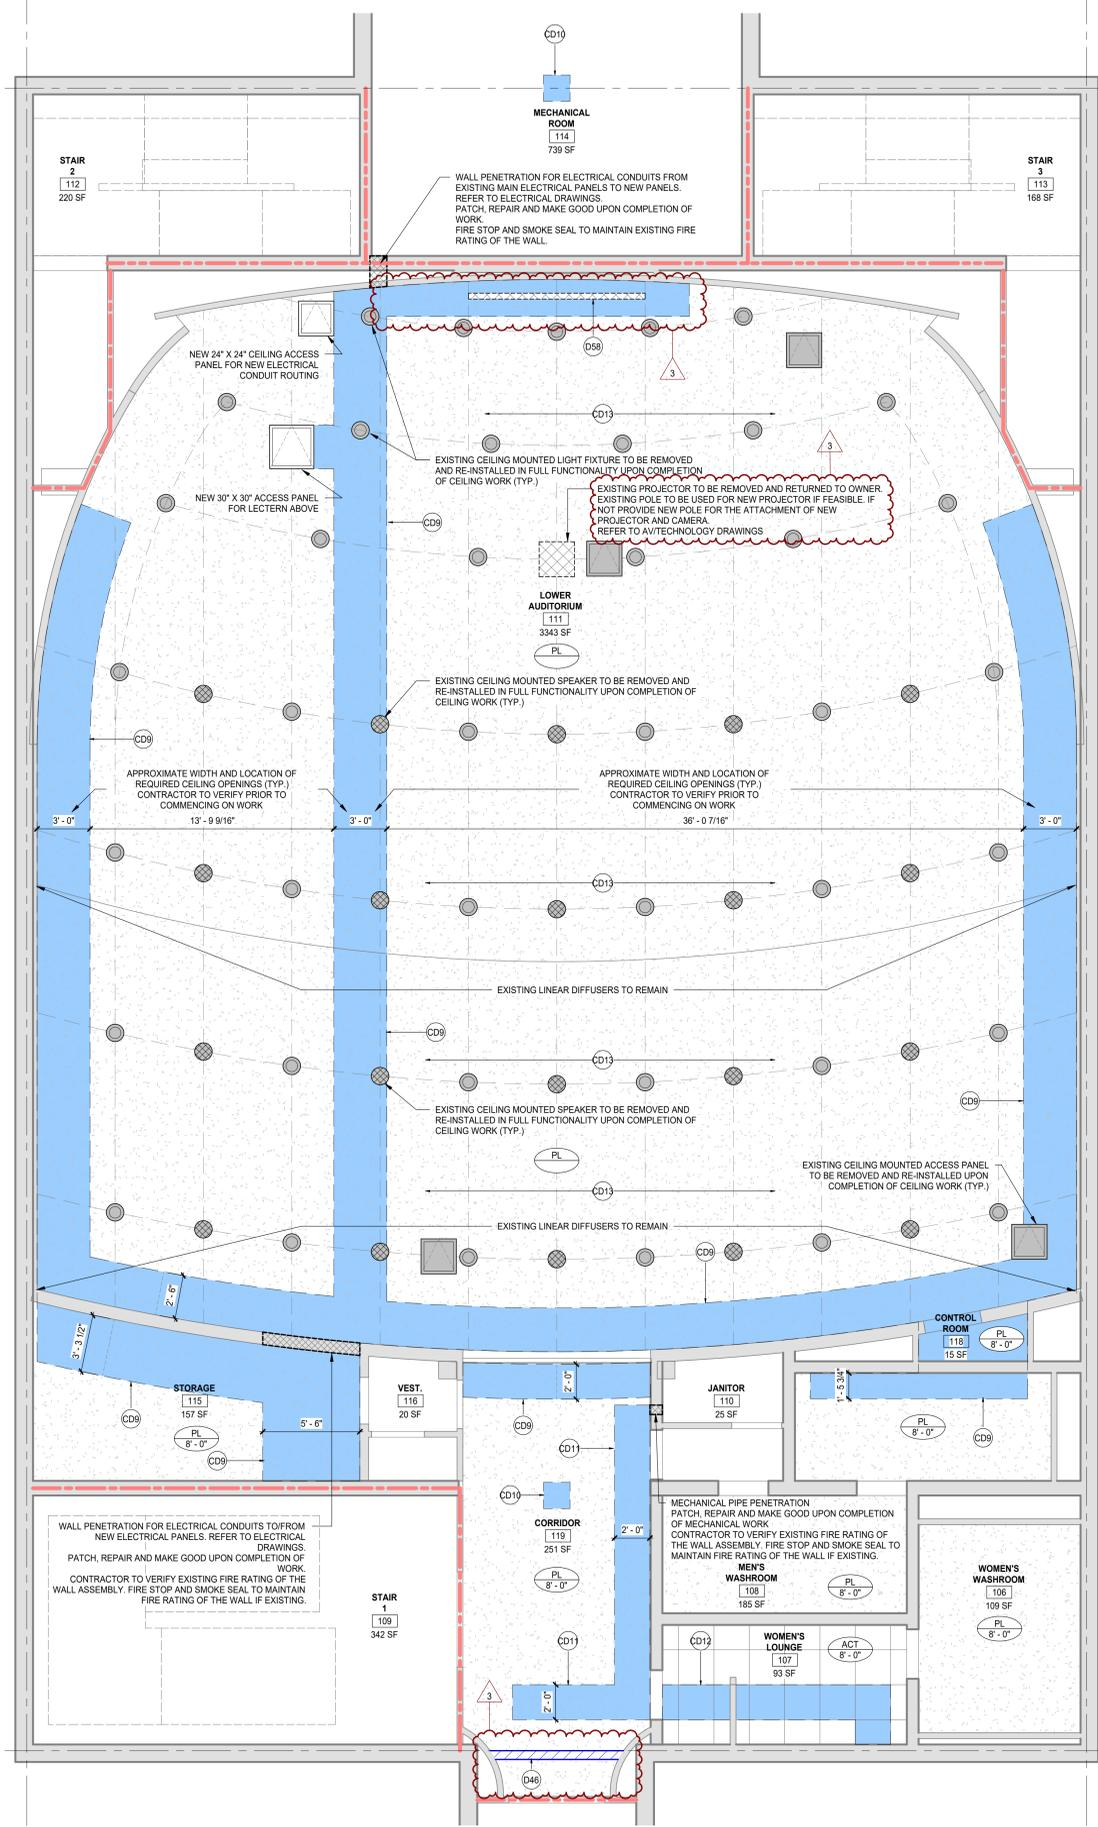 CD10
MECHANICAL
ROOM
114
739 SF
STAIR
2
112
220 SF
STAIR
3
113
168 SF
WALL PENETRATION FOR ELECTRICAL CONDUITS FROM
EXISTING MAIN ELECTRICAL PANELS TO NEW PANELS.
REFER TO ELECTRICAL DRAWINGS.
PATCH, REPAIR AND MAKE GOOD UPON COMPLETION OF
WORK.
FIRE STOP AND SMOKE SEAL TO MAINTAIN EXISTING FIRE
RATING OF THE WALL.
D58
3
NEW 24" X 24" CEILING ACCESS
PANEL FOR NEW ELECTRICAL
CONDUIT ROUTING
CD13
3
EXISTING CEILING MOUNTED LIGHT FIXTURE TO BE REMOVED
AND RE-INSTALLED IN FULL FUNCTIONALITY UPON COMPLETION
OF CEILING WORK (TYP.)
NEW 30" X 30" ACCESS PANEL
FOR LECTERN ABOVE
EXISTING PROJECTOR TO BE REMOVED AND RETURNED TO OWNER.
EXISTING POLE TO BE USED FOR NEW PROJECTOR IF FEASIBLE. IF
NOT PROVIDE NEW POLE FOR THE ATTACHMENT OF NEW
PROJECTOR AND CAMERA.
REFER TO AV/TECHNOLOGY DRAWINGS
CD9
LOWER
AUDITORIUM
111
3343 SF
PL
EXISTING CEILING MOUNTED SPEAKER TO BE REMOVED AND
RE-INSTALLED IN FULL FUNCTIONALITY UPON COMPLETION OF
CEILING WORK (TYP.)
CD9
APPROXIMATE WIDTH AND LOCATION OF
REQUIRED CEILING OPENINGS (TYP.)
CONTRACTOR TO VERIFY PRIOR TO
COMMENCING ON WORK
APPROXIMATE WIDTH AND LOCATION OF
REQUIRED CEILING OPENINGS (TYP.)
CONTRACTOR TO VERIFY PRIOR TO
COMMENCING ON WORK
3' - 0"
13' - 9 9/16"
3' - 0"
36' - 0 7/16"
3' - 0"
CD13
EXISTING LINEAR DIFFUSERS TO REMAIN
CD9
CD13
CD9
EXISTING CEILING MOUNTED SPEAKER TO BE REMOVED AND
RE-INSTALLED IN FULL FUNCTIONALITY UPON COMPLETION OF
CEILING WORK (TYP.)
PL
EXISTING CEILING MOUNTED ACCESS PANEL
TO BE REMOVED AND RE-INSTALLED UPON
COMPLETION OF CEILING WORK (TYP.)
CD13
EXISTING LINEAR DIFFUSERS TO REMAIN
CD9
2' - 6"
3' - 3 1/2"
CONTROL
ROOM
118
15 SF
PL
8' - 0"
STORAGE
115
157 SF
PL
8' - 0"
CD9
5' - 6"
CD9
VEST.
116
20 SF
2' - 0"
CD9
JANITOR
110
25 SF
1' - 5 3/4"
PL
8' - 0"
CD9
CD11
CD10
CORRIDOR
119
251 SF
2' - 0"
PL
8' - 0"
MECHANICAL PIPE PENETRATION
PATCH, REPAIR AND MAKE GOOD UPON COMPLETION
OF MECHANICAL WORK
CONTRACTOR TO VERIFY EXISTING FIRE RATING OF
THE WALL ASSEMBLY. FIRE STOP AND SMOKE SEAL TO
MAINTAIN FIRE RATING OF THE WALL IF EXISTING.
MEN'S
WASHROOM
108
185 SF
PL
8' - 0"
WALL PENETRATION FOR ELECTRICAL CONDUITS TO/FROM
NEW ELECTRICAL PANELS. REFER TO ELECTRICAL
DRAWINGS.
PATCH, REPAIR AND MAKE GOOD UPON COMPLETION OF
WORK.
CONTRACTOR TO VERIFY EXISTING FIRE RATING OF THE
WALL ASSEMBLY. FIRE STOP AND SMOKE SEAL TO MAINTAIN
FIRE RATING OF THE WALL IF EXISTING.
STAIR
1
109
342 SF
WOMEN'S
WASHROOM
106
109 SF
PL
8' - 0"
CD11
CD12
WOMEN'S
LOUNGE
107
93 SF
ACT
8' - 0"
2' - 0"
3
D46